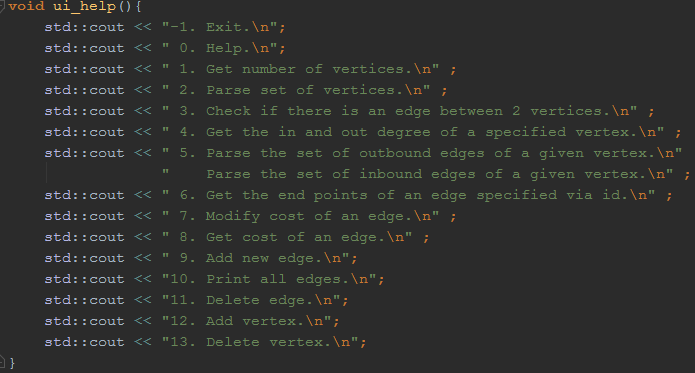 void ui_help(){
    std::cout << "-1. Exit.\n";
    std::cout << " 0. Help.\n";
    std::cout << " 1. Get number of vertices.\n" ;
    std::cout << " 2. Parse set of vertices.\n" ;
    std::cout << " 3. Check if there is an edge between 2 vertices.\n" ;
    std::cout << " 4. Get the in and out degree of a specified vertex.\n" ;
    std::cout << " 5. Parse the set of outbound edges of a given vertex.\n"
                 "    Parse the set of inbound edges of a given vertex.\n" ;
    std::cout << " 6. Get the end points of an edge specified via id.\n" ;
    std::cout << " 7. Modify cost of an edge.\n" ;
    std::cout << " 8. Get cost of an edge.\n" ;
    std::cout << " 9. Add new edge.\n";
    std::cout << "10. Print all edges.\n";
    std::cout << "11. Delete edge.\n";
    std::cout << "12. Add vertex.\n";
    std::cout << "13. Delete vertex.\n";
}